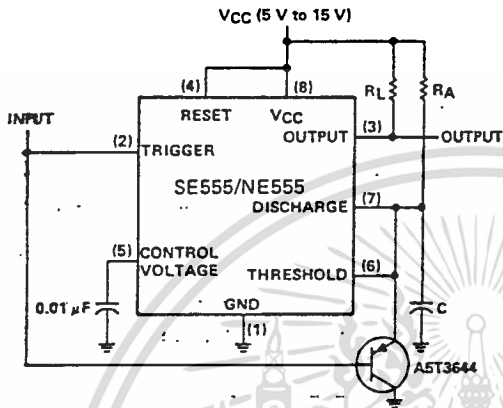 VCC (5 V to 15 V)
(4)
(8)
RL
RA
RESET
VCC
INPUT
OUTPUT
(3)
OUTPUT
(2)
TRIGGER
SE555/NE555
(7)
DISCHARGE
(5)
CONTROL
VOLTAGE
(6)
THRESHOLD
0.01 µF
GND
C
(1)
A5T3644